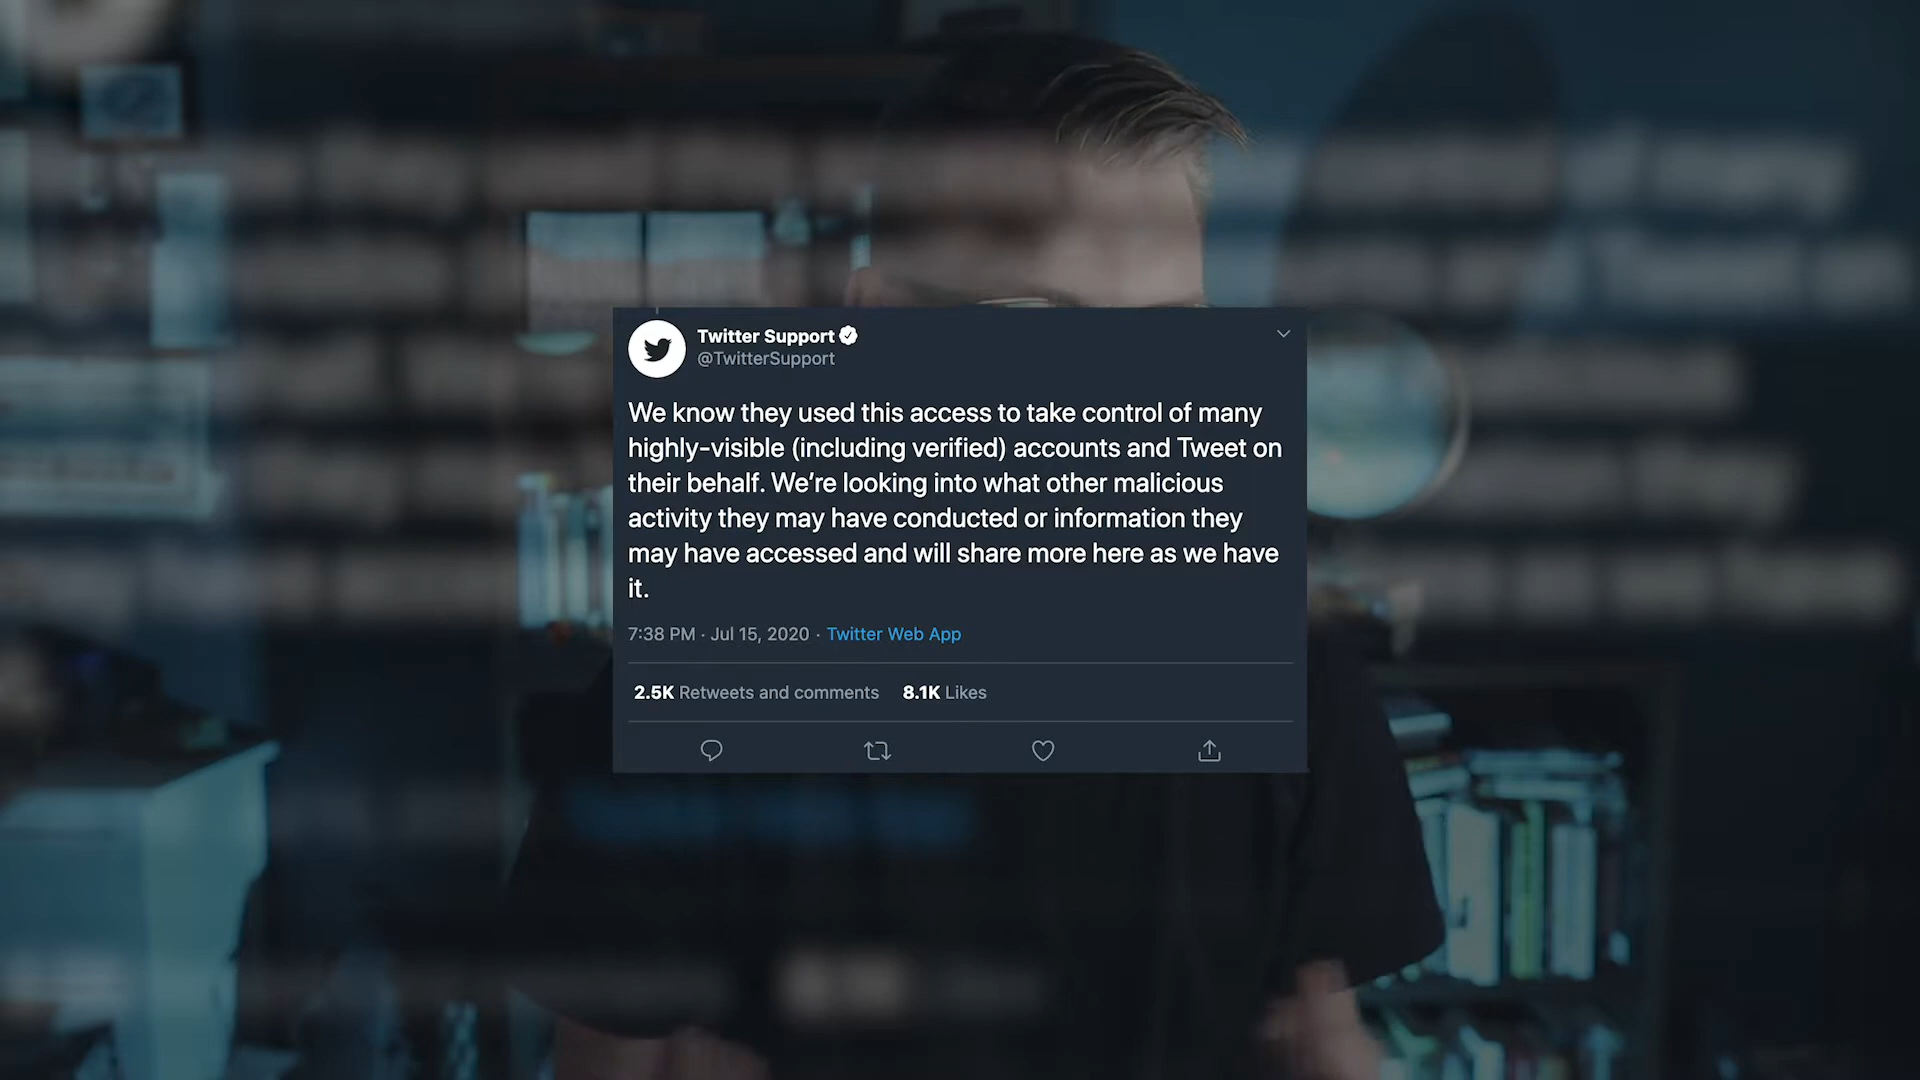 Twitter Support
@TwitterSupport
We know they used this access to take control of many
highly-visible (including verified) accounts and Tweet on
their behalf. We’re looking into what other malicious
activity they may have conducted or information they
may have accessed and will share more here as we have
it.
7:38 PM · Jul 15, 2020 · Twitter Web App
2.5K Retweets and comments 8.1K Likes